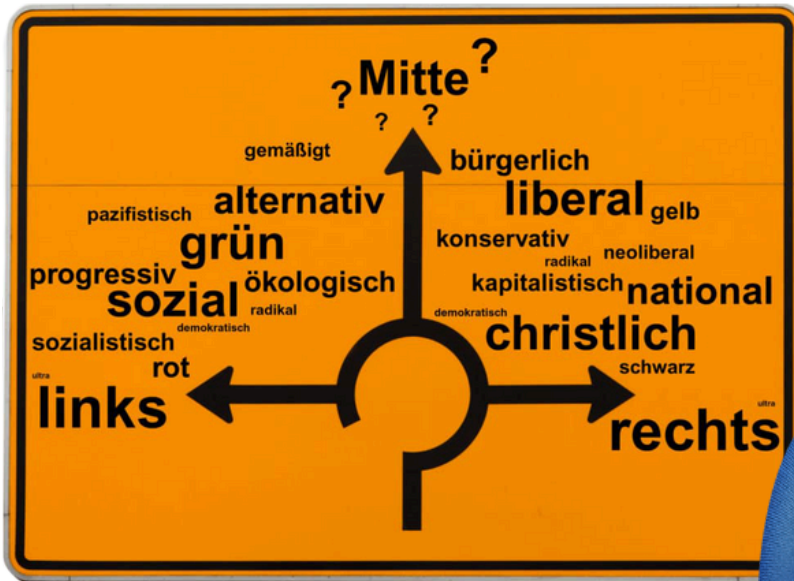 ? Mitte ?
? ?
gemäßigt
bürgerlich
alternativ
liberal gelb
pazifistisch
grün
konservativ
radikal neoliberal
progressiv
ökologisch
kapitalistisch national
sozial radikal
demokratisch
demokratisch
christlich
sozialistisch
rot
schwarz
ultra
links
ultra
rechts